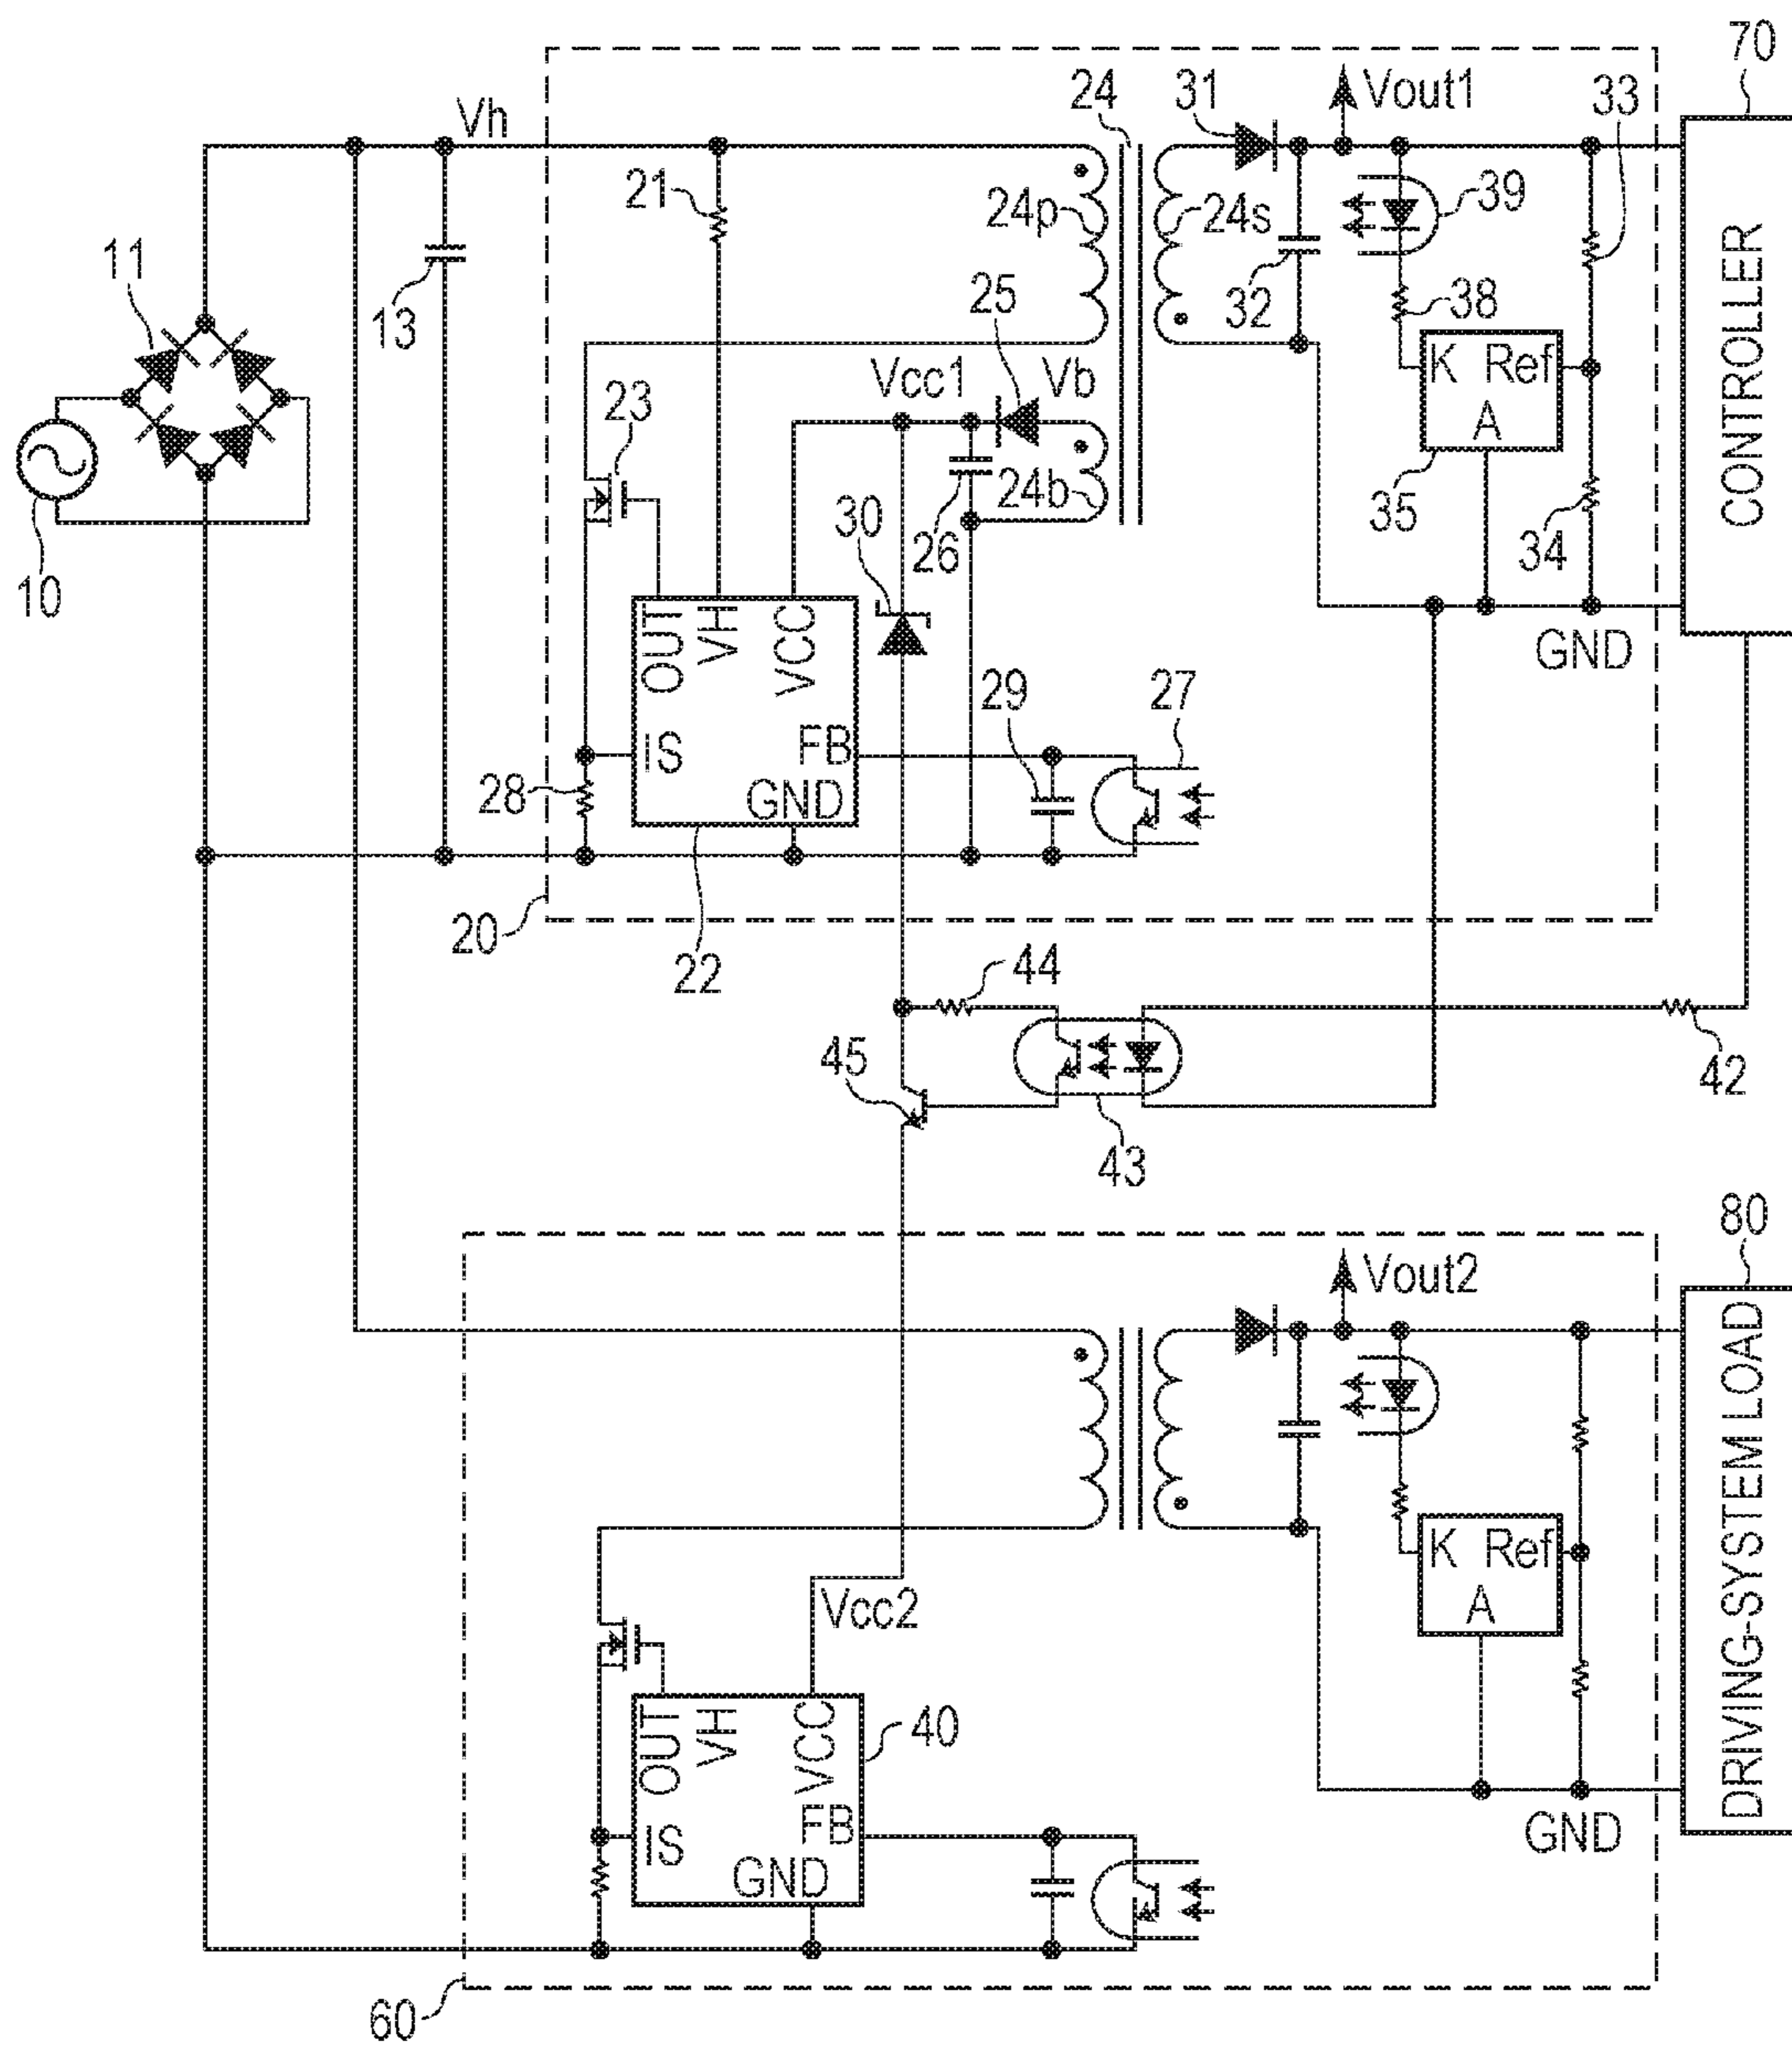 70
Vh
24
31
Vout1
33
21
24p
24s
39
11
13
25
32
38
CONTROLLER
Vcc1
Vb
K Ref
A
23
24b
35
30
26
34
10
OUT
VH
VCC
GND
29
27
IS
FB
28
GND
20
22
44
45
42
43
80
Vout2
DRIVING-SYSTEM LOAD
K Ref
A
Vcc2
OUT
VH
VCC
40
IS
FB
GND
GND
60